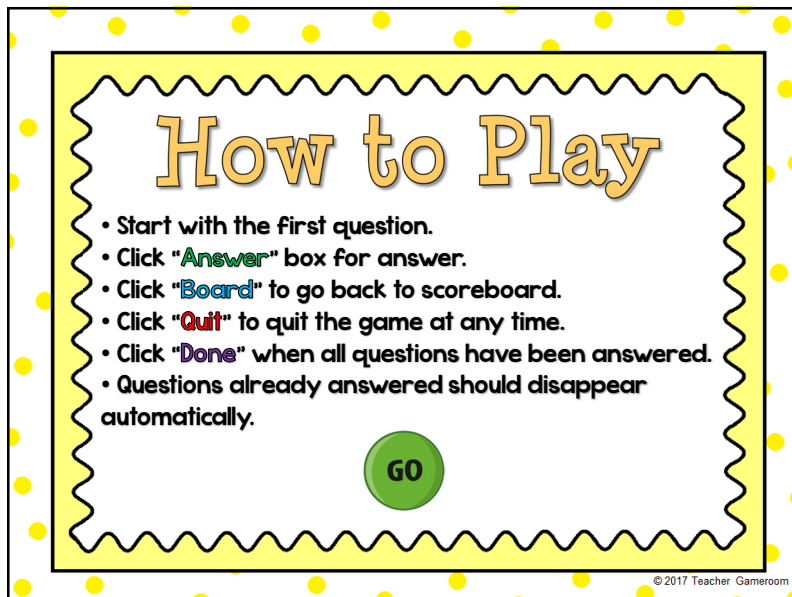 How to Play
• Start with the first question.
• Click "Answer" box for answer.
• Click "Board" to go back to scoreboard.
• Click "Quit" to quit the game at any time.
• Click "Done" when all questions have been answered.
• Questions already answered should disappear
automatically.
GO
© 2017 Teacher Gameroom